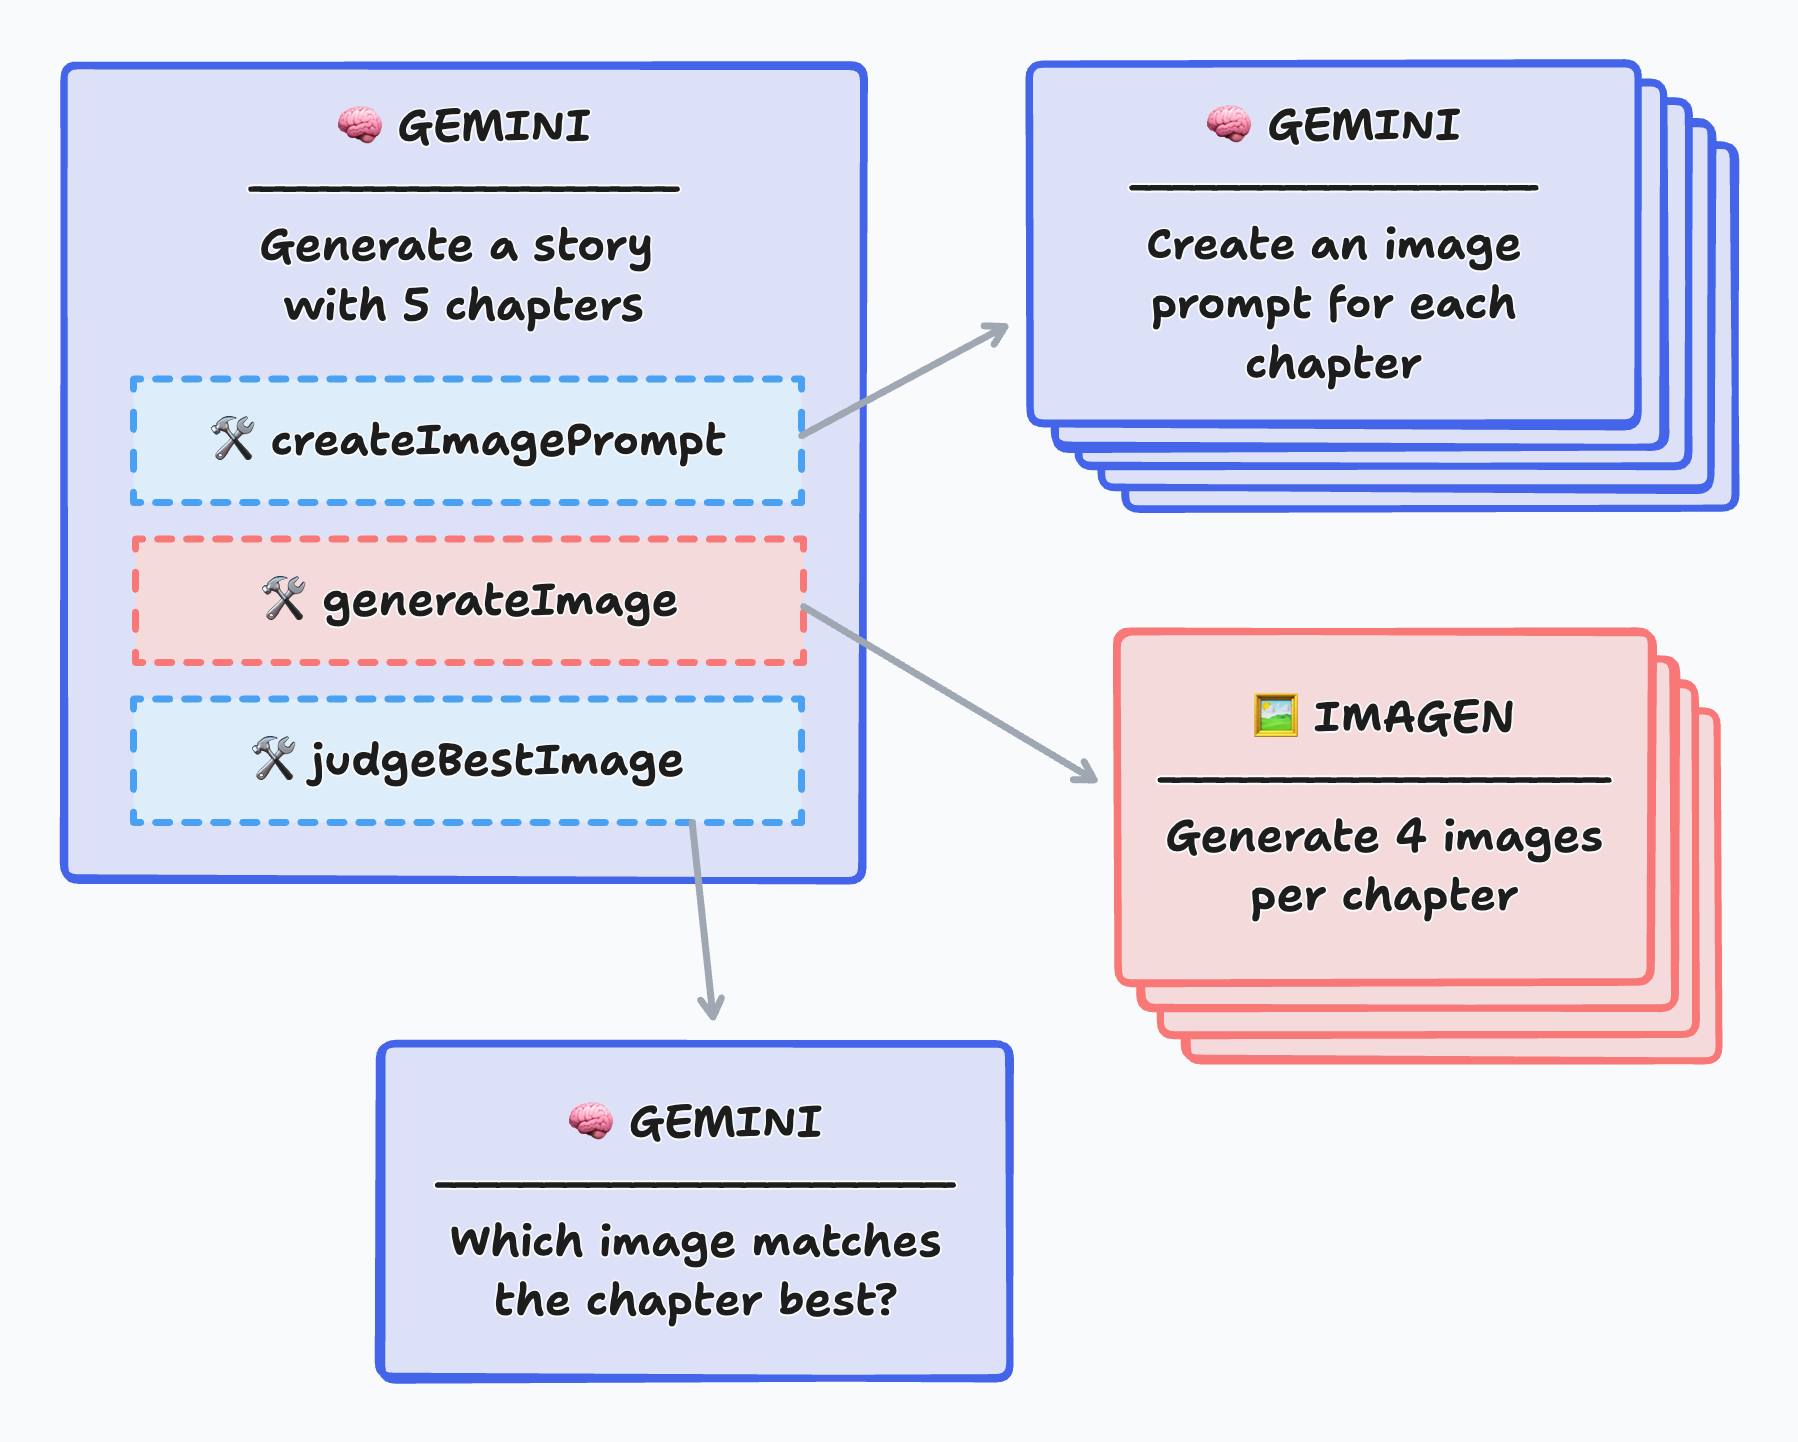 GEMINI
Generate a story
with 5 chapters
createImagePrompt
generateImage
judgeBestImage
GEMINI
Create an image
prompt for each
chapter
IMAGEN
Generate 4 images
per chapter
GEMINI
Which image matches
the chapter best?